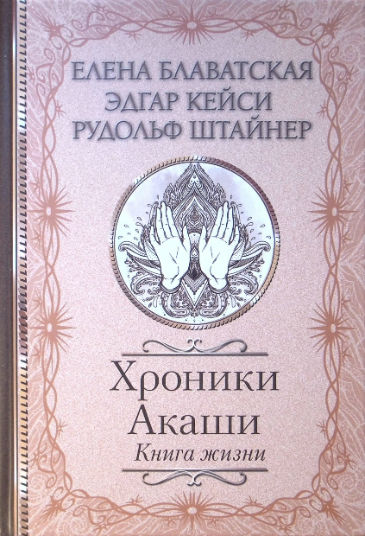 ЕЛЕНА БЛАВАТСКАЯ
ЭДГАР КЕЙСИ
РУДОЛЬФ ШТАЙНЕР
Хроники
Акаши
Книга жизни